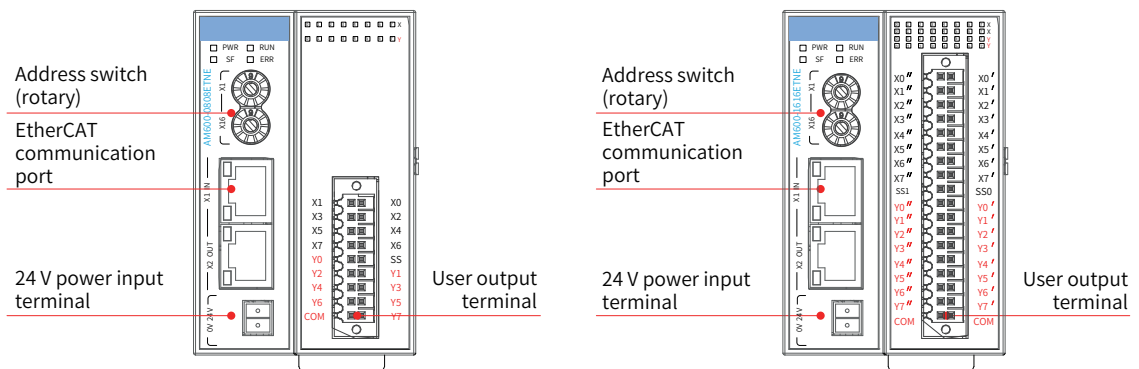 X
Y
PWR RUN
SF ERR
AM600-0808ETNE
X1
X16
Address switch
(rotary)
EtherCAT
communication
port
X1 IN
X2 OUT
24 V power input
terminal
0V 24V
X1 X0
X3 X2
X5 X4
X7 X6
Y0 SS
Y2 Y1
Y4 Y3
Y6 Y5
COM Y7
User output
terminal
X
X
Y
Y
PWR RUN
SF ERR
AM600-1616ETNE
X1
X16
Address switch
(rotary)
EtherCAT
communication
port
X1 IN
X2 OUT
24 V power input
terminal
0V 24V
X0″ X0′
X1″ X1′
X2″ X2′
X3″ X3′
X4″ X4′
X5″ X5′
X6″ X6′
X7″ X7′
SS1 SS0
Y0″ Y0′
Y1″ Y1′
Y2″ Y2′
Y3″ Y3′
Y4″ Y4′
Y5″ Y5′
Y6″ Y6′
Y7″ Y7′
COM COM
User output
terminal